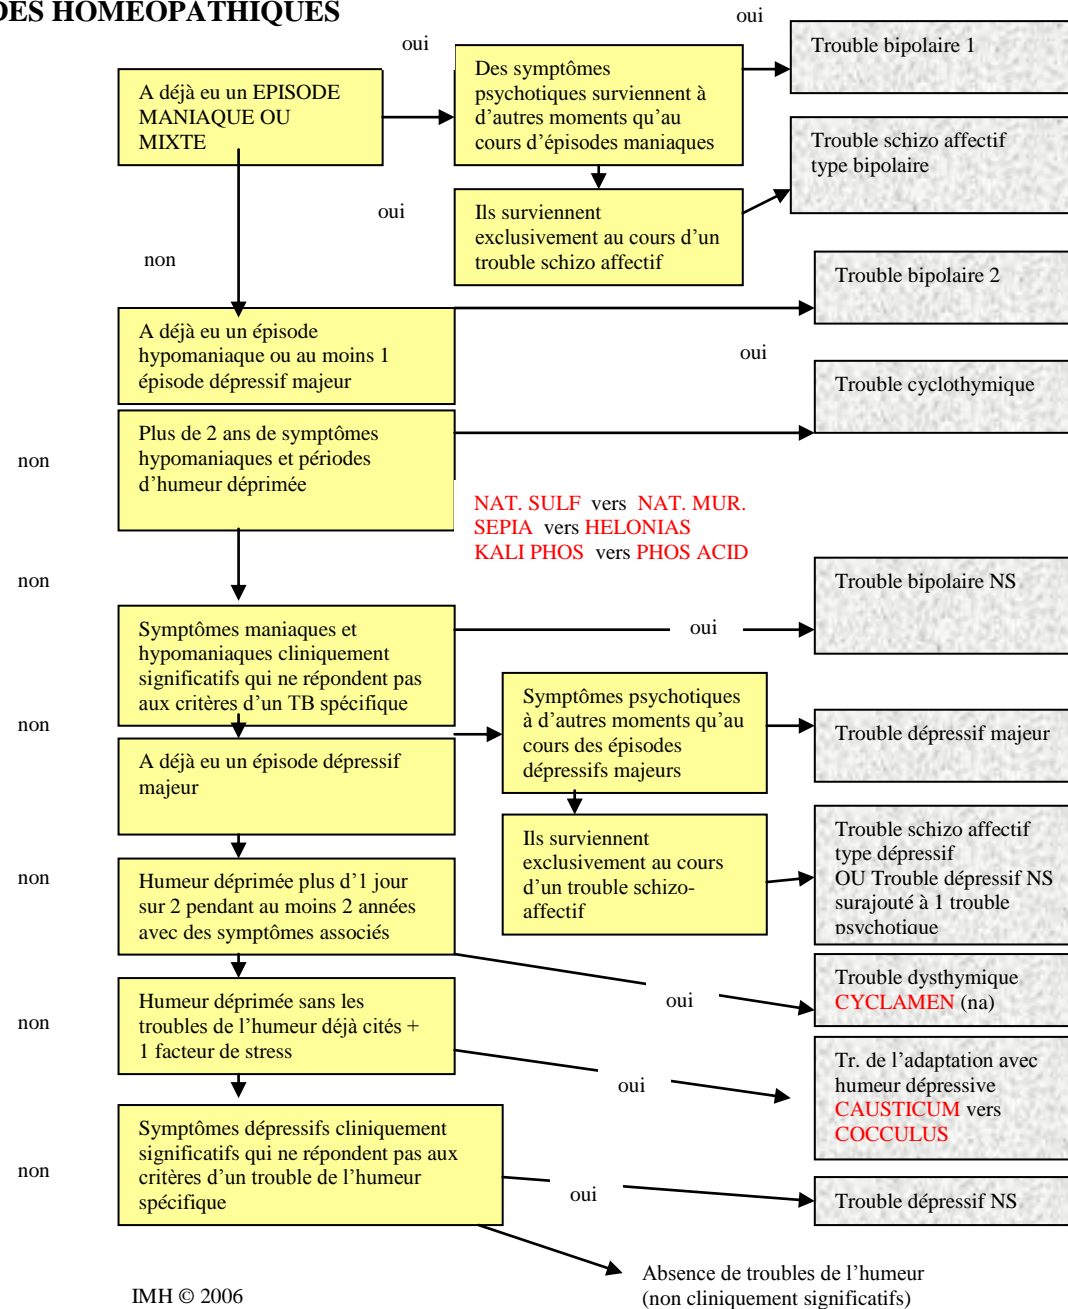 DES HOMEOPATHIQUES
oui
oui
A déjà eu un EPISODE
MANIAQUE OU
MIXTE
Des symptômes
psychotiques surviennent à
d'autres moments qu'au
cours d'épisodes maniaques
Trouble bipolaire 1
Trouble schizo affectif
type bipolaire
oui
Ils surviennent
exclusivement au cours d'un
trouble schizo affectif
non
Trouble bipolaire 2
A déjà eu un épisode
hypomaniaque ou au moins 1
épisode dépressif majeur
oui
Trouble cyclothymique
Plus de 2 ans de symptômes
hypomaniaques et périodes
d'humeur déprimée
non
NAT. SULF vers NAT. MUR.
SEPIA vers HELONIAS
KALI PHOS vers PHOS ACID
non
Trouble bipolaire NS
Symptômes maniaques et
hypomaniaques cliniquement
significatifs qui ne répondent pas
aux critères d'un TB spécifique
oui
non
Symptômes psychotiques
à d'autres moments qu'au
cours des épisodes
dépressifs majeurs
Trouble dépressif majeur
A déjà eu un épisode dépressif
majeur
Ils surviennent
exclusivement au cours
d'un trouble schizo-
affectif
Trouble schizo affectif
type dépressif
OU Trouble dépressif NS
surajouté à 1 trouble
psychotique
non
Humeur déprimée plus d'1 jour
sur 2 pendant au moins 2 années
avec des symptômes associés
oui
Trouble dysthymique
CYCLAMEN (na)
non
Humeur déprimée sans les
troubles de l'humeur déjà cités +
1 facteur de stress
oui
Tr. de l'adaptation avec
humeur dépressive
CAUSTICUM vers
COCCULUS
non
Symptômes dépressifs cliniquement
significatifs qui ne répondent pas aux
critères d'un trouble de l'humeur
spécifique
oui
Trouble dépressif NS
Absence de troubles de l'humeur
(non cliniquement significatifs)
IMH © 2006